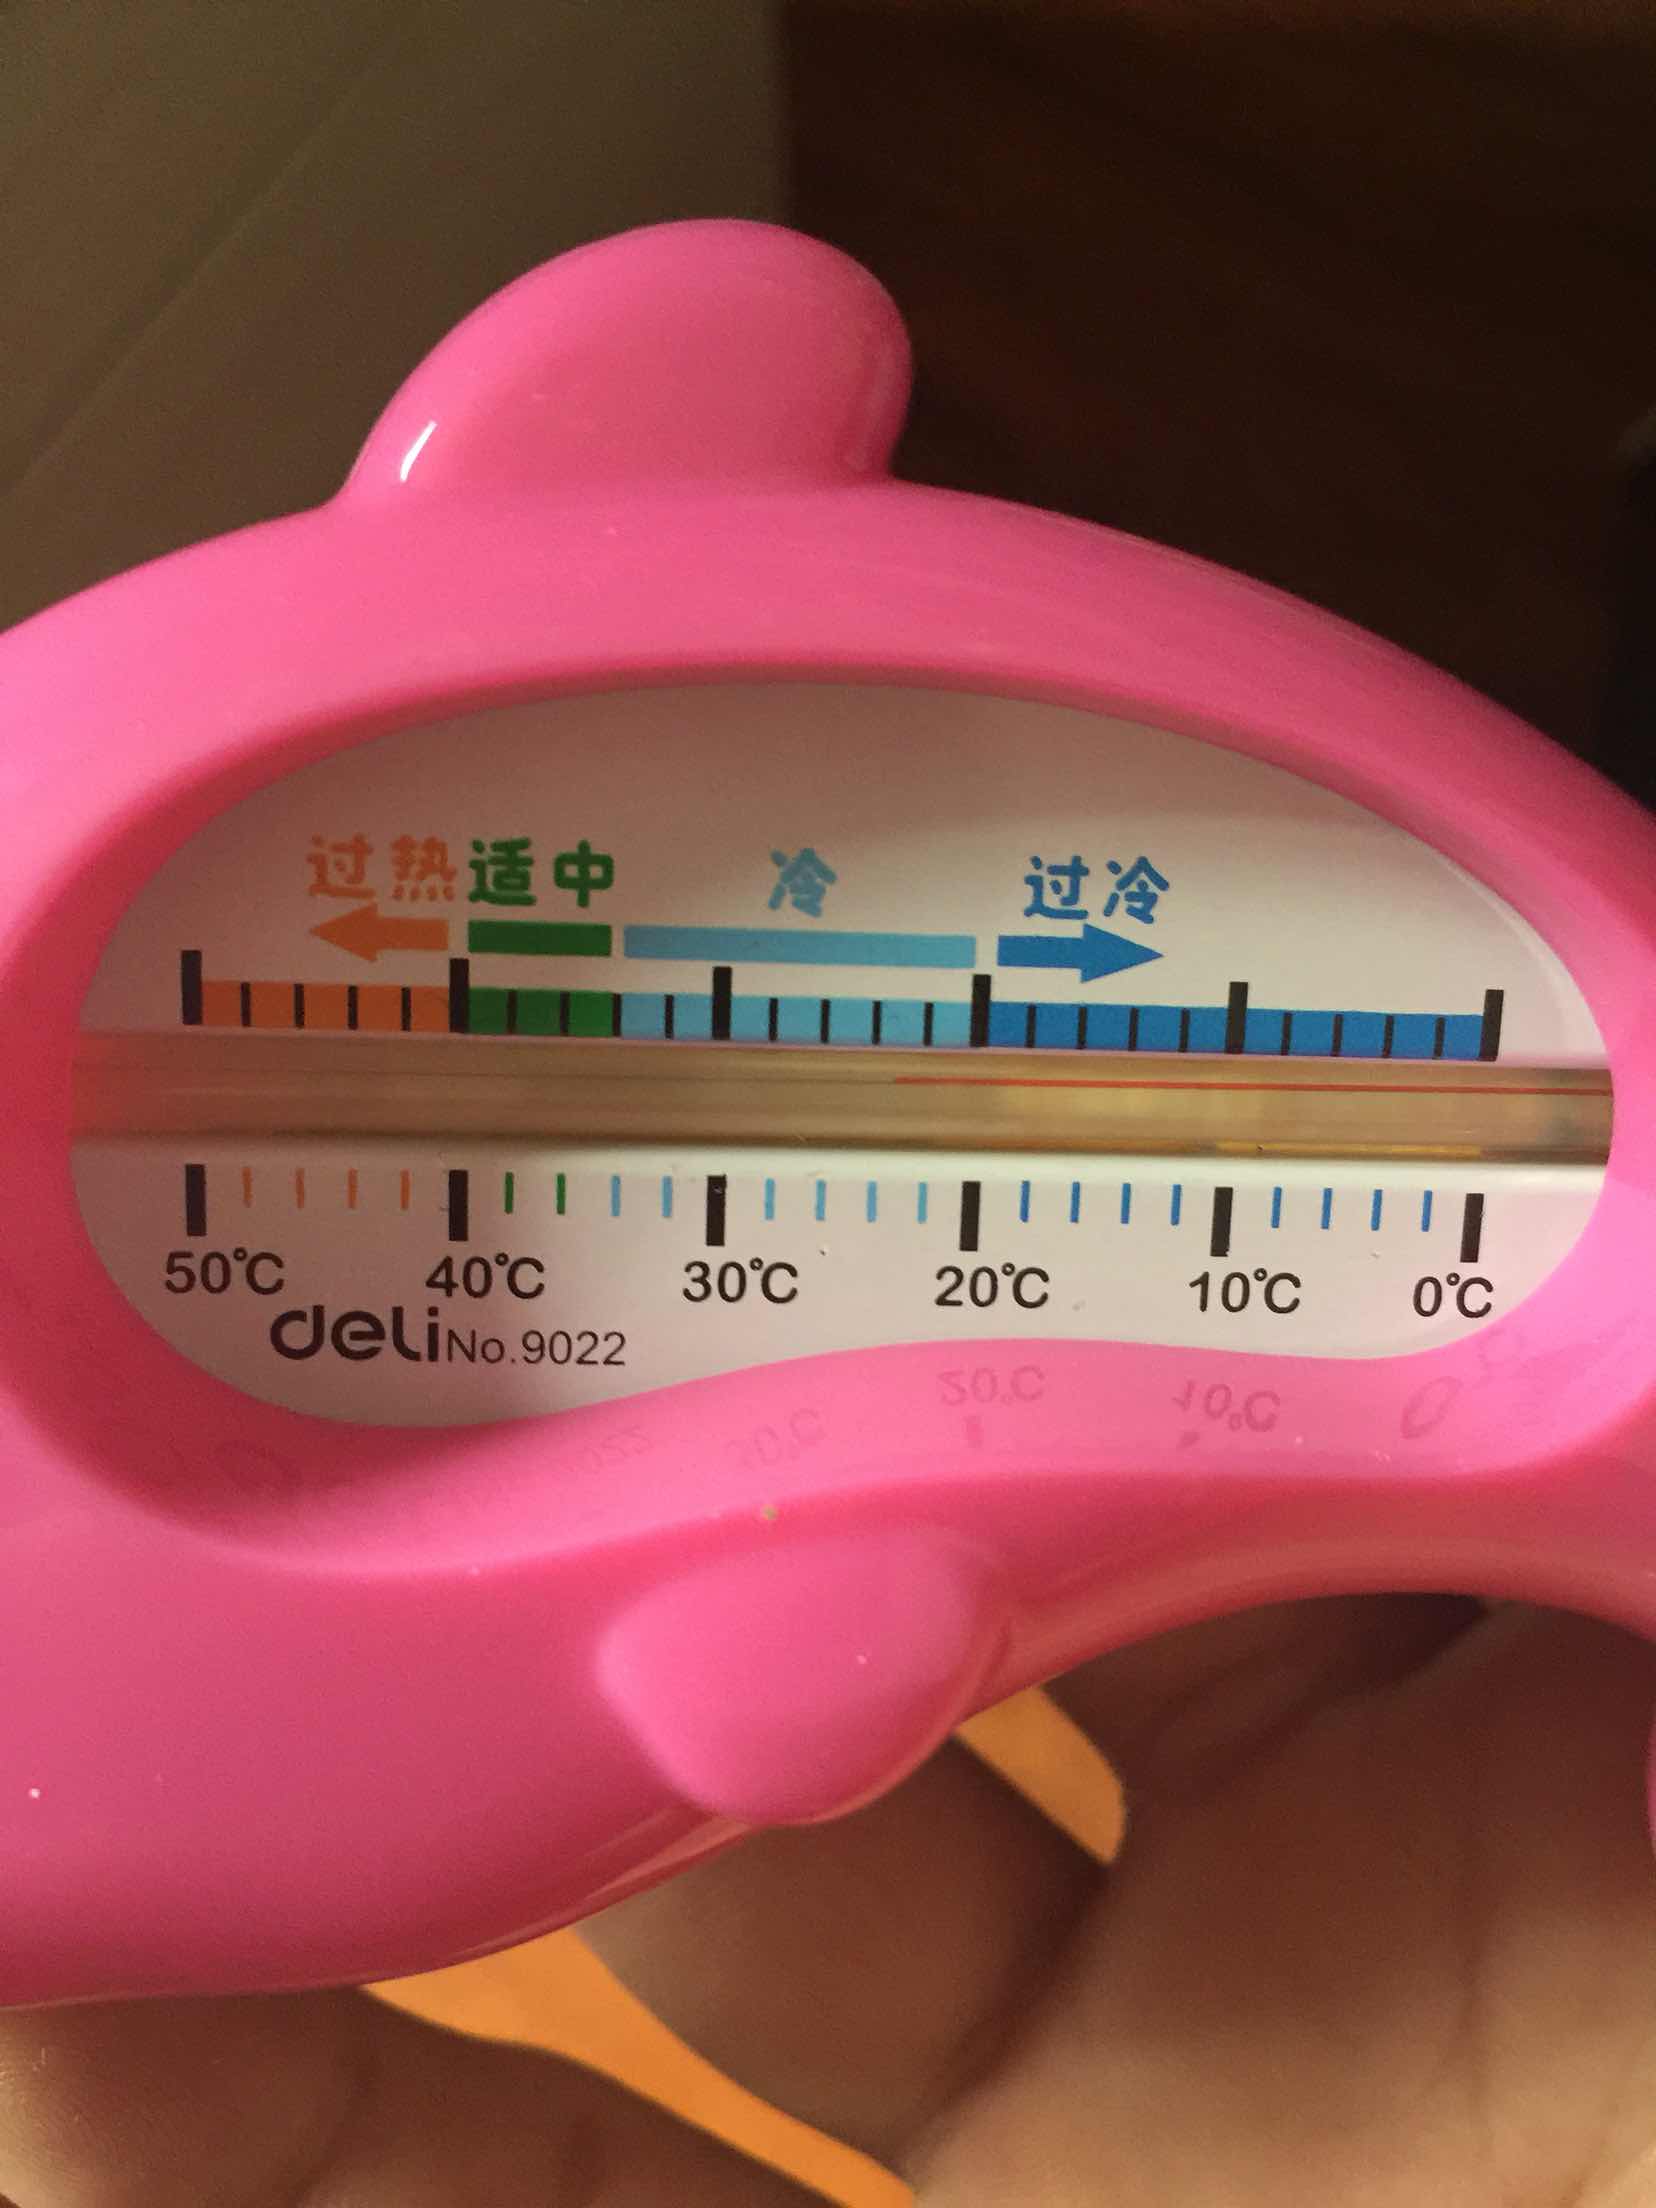 过热 适中 冷 过冷
50℃ 40℃ 30℃ 20℃ 10℃ 0℃
deli No.9022